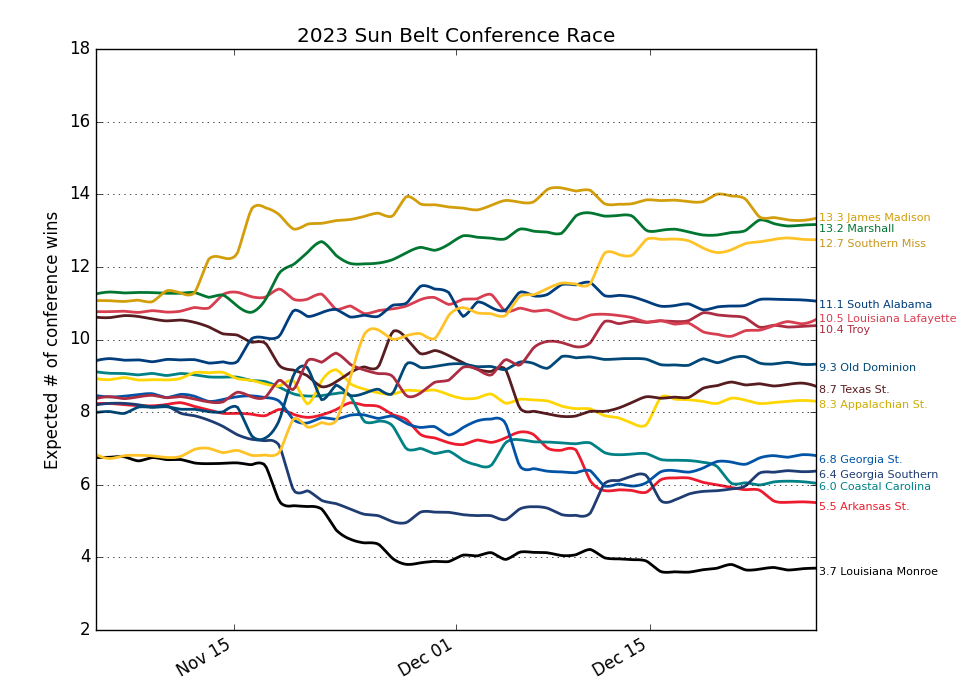 2023 Sun Belt Conference Race
Expected # of conference wins
18
16
14
12
10
8
6
4
2
Nov 15
Dec 01
Dec 15
13.3 James Madison
13.2 Marshall
12.7 Southern Miss
11.1 South Alabama
10.5 Louisiana Lafayette
10.4 Troy
9.3 Old Dominion
8.7 Texas St.
8.3 Appalachian St.
6.8 Georgia St.
6.4 Georgia Southern
6.0 Coastal Carolina
5.5 Arkansas St.
3.7 Louisiana Monroe